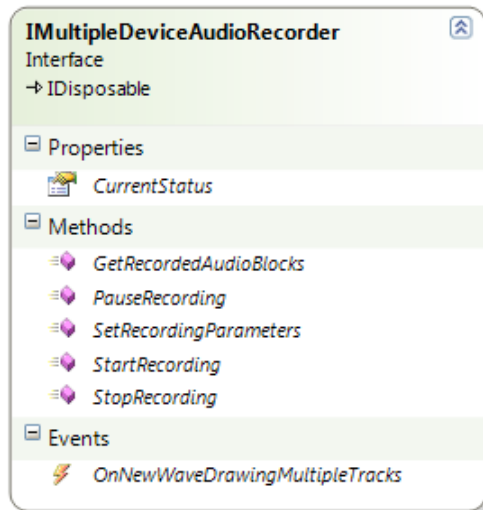 IMultipleDeviceAudioRecorder
Interface
IDisposable
Properties
CurrentStatus
Methods
GetRecordedAudioBlocks
PauseRecording
SetRecordingParameters
StartRecording
StopRecording
Events
OnNewWaveDrawingMultipleTracks